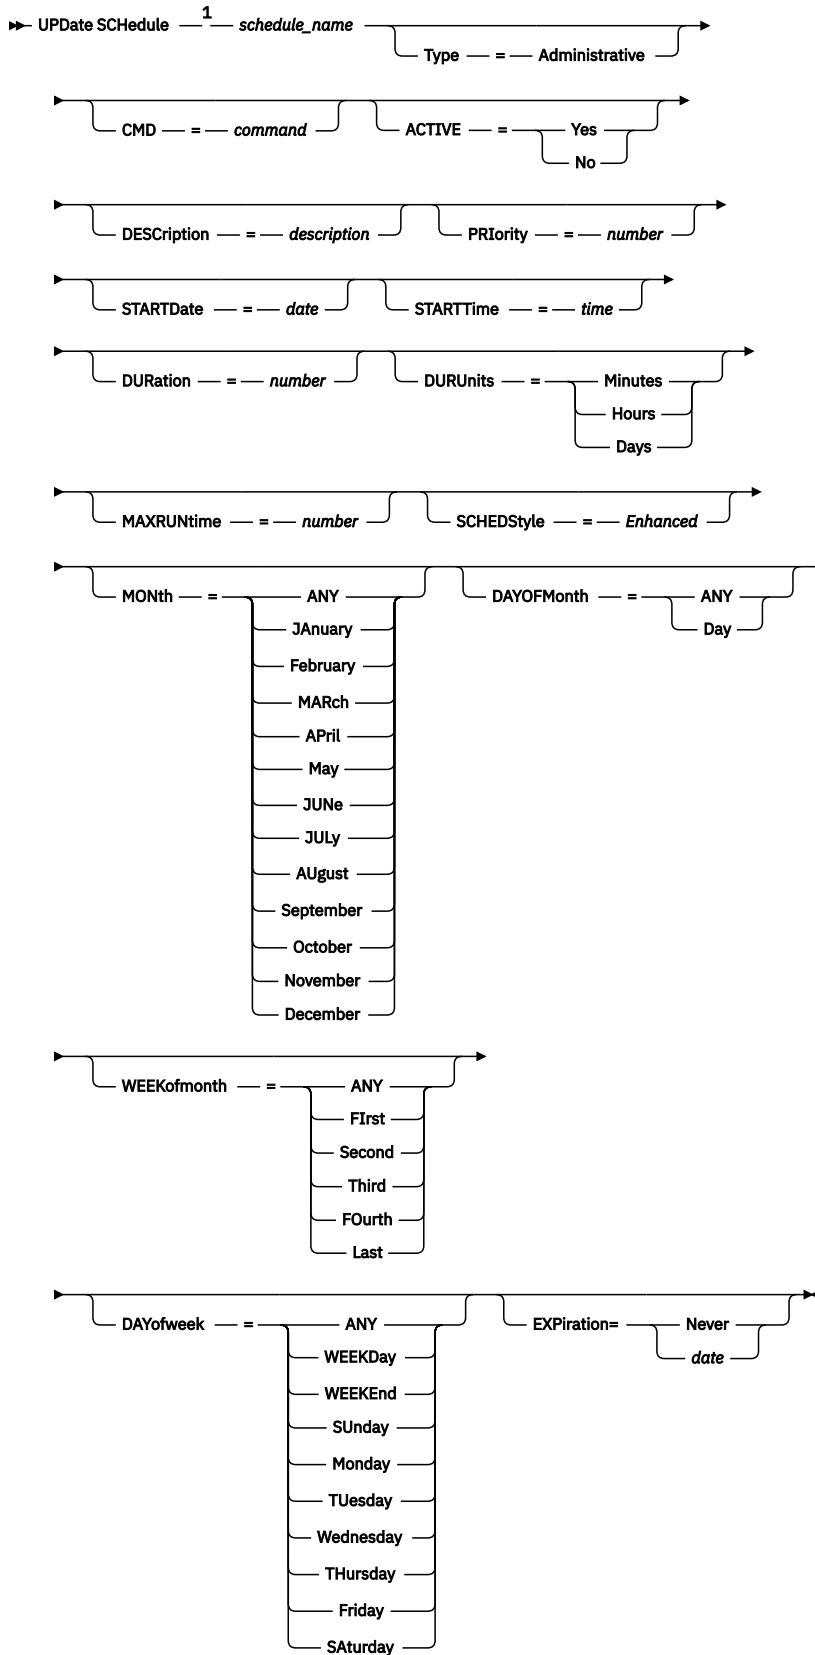 UPDate SCHedule 1 schedule_name
Type = Administrative
CMD = command ACTIVE = Yes
No
DESCription = description PRIority = number
STARTDate = date STARTTime = time
DURation = number DURUnits = Minutes
Hours
Days
MAXRUNtime = number SCHEDStyle = Enhanced
MONth = ANY DAYOFMonth = ANY
JAnuary Day
February
MARch
APril
May
JUNe
JULy
AUgust
September
October
November
December
WEEKofmonth = ANY
FIrst
Second
Third
FOurth
Last
DAYofweek = ANY EXPiration= Never
WEEKDay date
WEEKEnd
SUnday
Monday
TUesday
Wednesday
THursday
Friday
SAturday